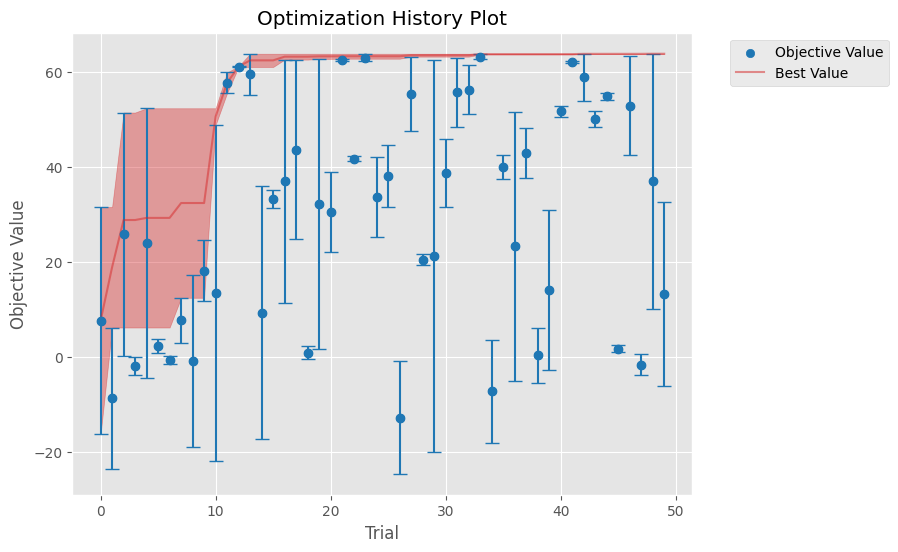 Optimization History Plot
Objective Value
Best Value
Objective Value
60
40
20
0
−20
0 10 20 30 40 50
Trial